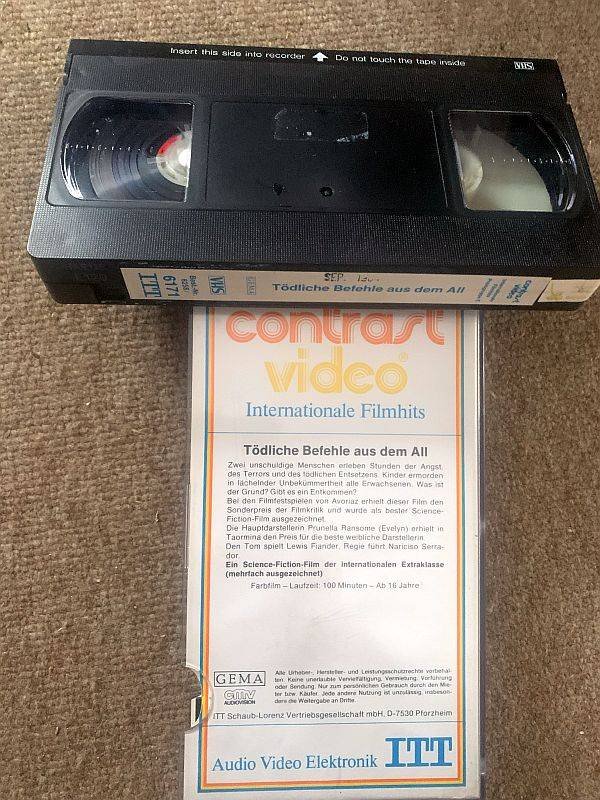 Insert this side into recorder Do not touch the tape inside
VHS
ITT
Best.-Nr.
6171
VHS
GEMA
SEP.
Tödliche Befehle aus dem All
contrast
video
contrast
video®
Internationale Filmhits
Tödliche Befehle aus dem All
Zwei unschuldige Menschen erleben Stunden der Angst,
des Terrors und des tödlichen Entsetzens. Kinder ermorden
in lächelnder Unbekümmertheit alle Erwachsenen. Was ist
der Grund? Gibt es ein Entkommen?
Bei den Filmfestspielen von Avoriaz erhielt dieser Film den
Sonderpreis der Filmkritik und wurde als bester Science-
Fiction-Film ausgezeichnet.
Die Hauptdarstellerin Prunella Ransome (Evelyn) erhielt in
Taormina den Preis für die beste weibliche Darstellerin.
Den Tom spielt Lewis Fiander. Regie führt Narciso Serra-
dor.
Ein Science-Fiction-Film der internationalen Extraklasse
(mehrfach ausgezeichnet)
Farbfilm – Laufzeit: 100 Minuten – Ab 16 Jahre
GEMA
AUDIOVISION
Alle Urheber-, Hersteller- und Leistungsschutzrechte vorbehal-
ten. Keine unerlaubte Vervielfältigung, Vermietung, Vorführung
oder Sendung. Nur zum persönlichen Gebrauch durch den Mie-
ter bzw. Käufer. Jede andere Nutzung ist unzulässig, insbeson-
dere die Weitergabe an Dritte.
ITT Schaub-Lorenz Vertriebsgesellschaft mbH, D-7530 Pforzheim
Audio Video Elektronik ITT